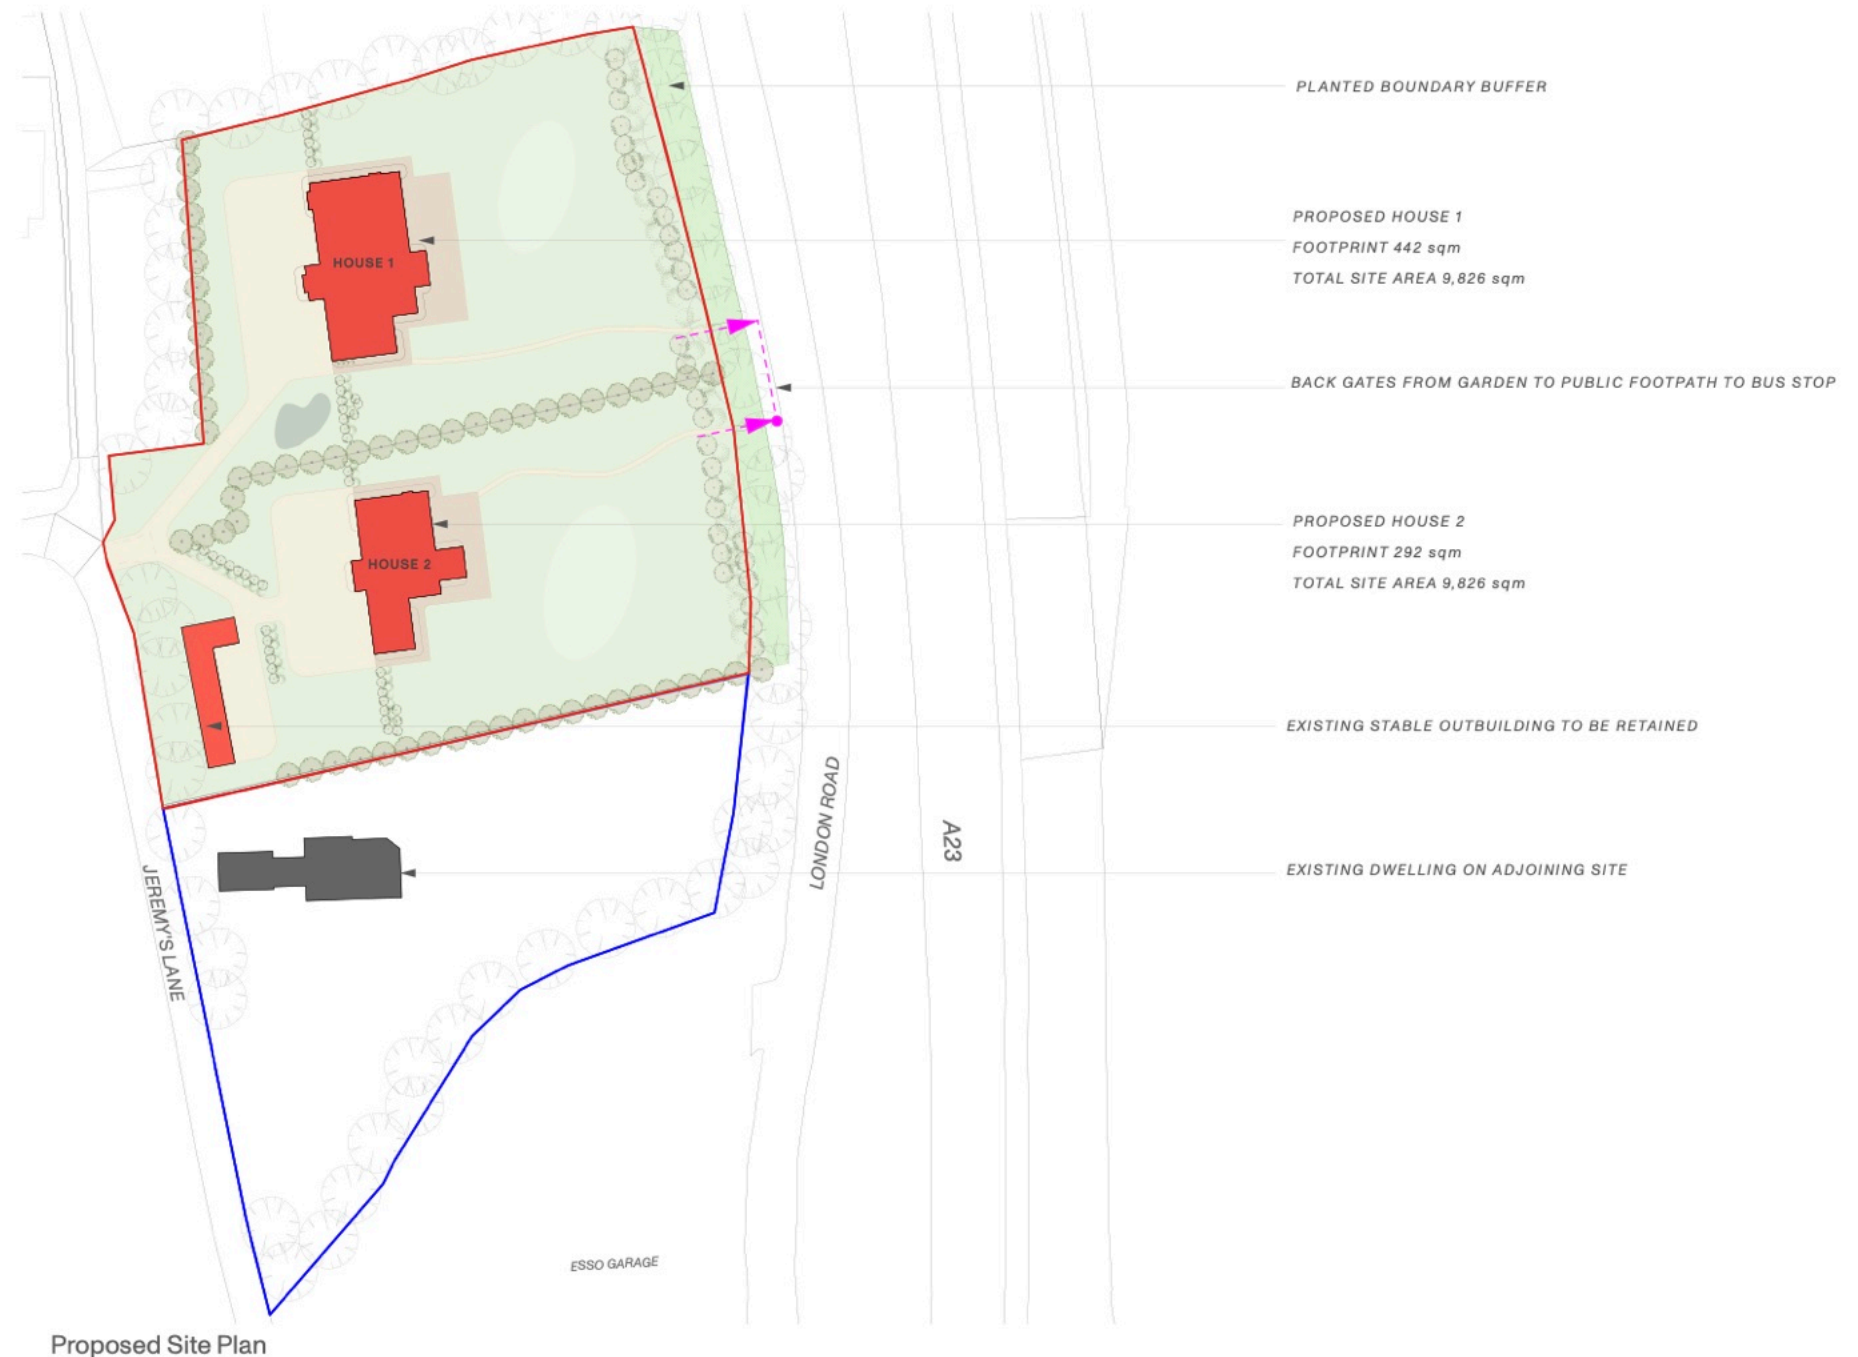 PLANTED BOUNDARY BUFFER
PROPOSED HOUSE 1
FOOTPRINT 442 sqm
TOTAL SITE AREA 9,826 sqm
HOUSE 1
BACK GATES FROM GARDEN TO PUBLIC FOOTPATH TO BUS STOP
PROPOSED HOUSE 2
FOOTPRINT 292 sqm
TOTAL SITE AREA 9,826 sqm
HOUSE 2
EXISTING STABLE OUTBUILDING TO BE RETAINED
LONDON ROAD
A23
EXISTING DWELLING ON ADJOINING SITE
JEREMY'S LANE
ESSO GARAGE
Proposed Site Plan